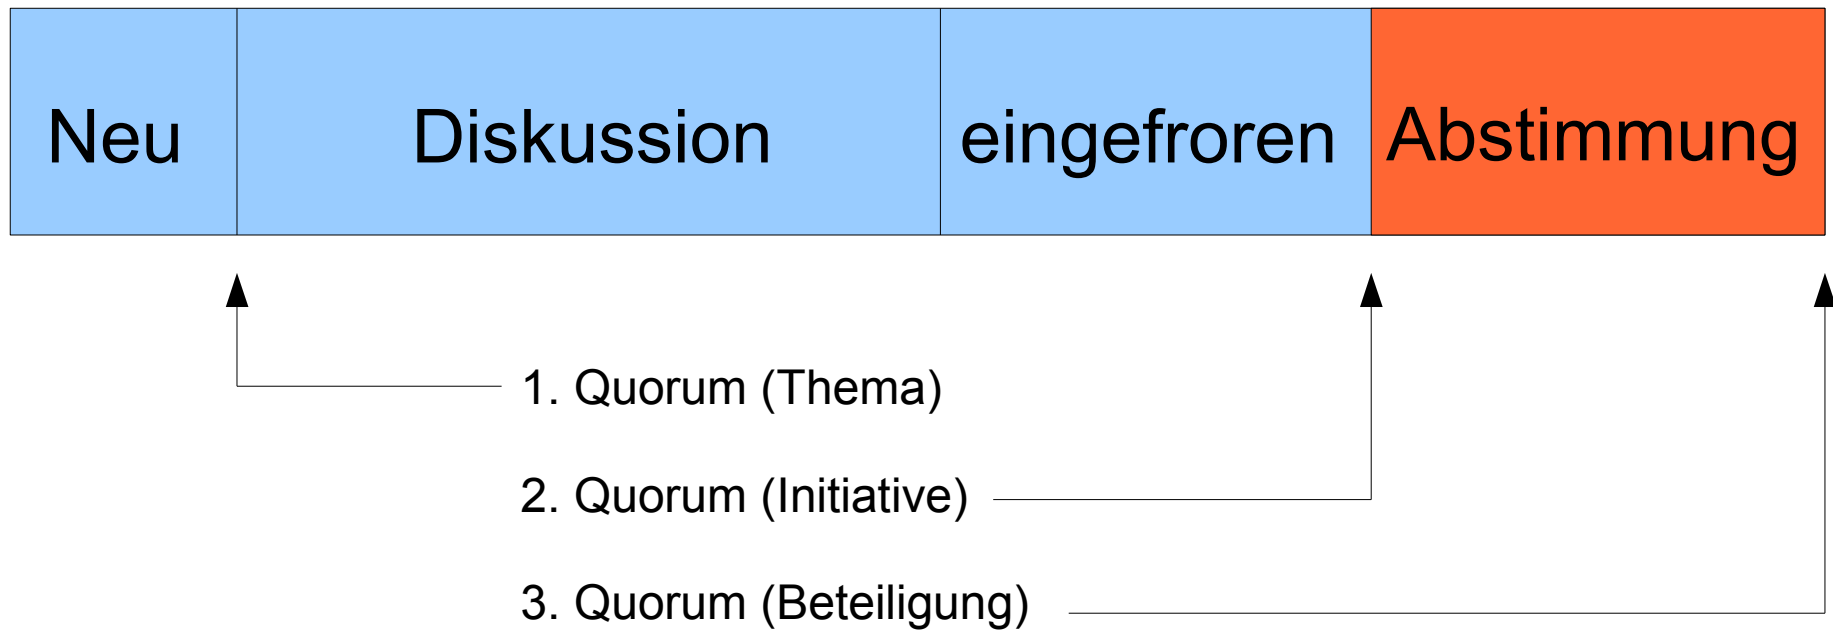 Neu
Diskussion
eingefroren
Abstimmung
1. Quorum (Thema)
2. Quorum (Initiative)
3. Quorum (Beteiligung)